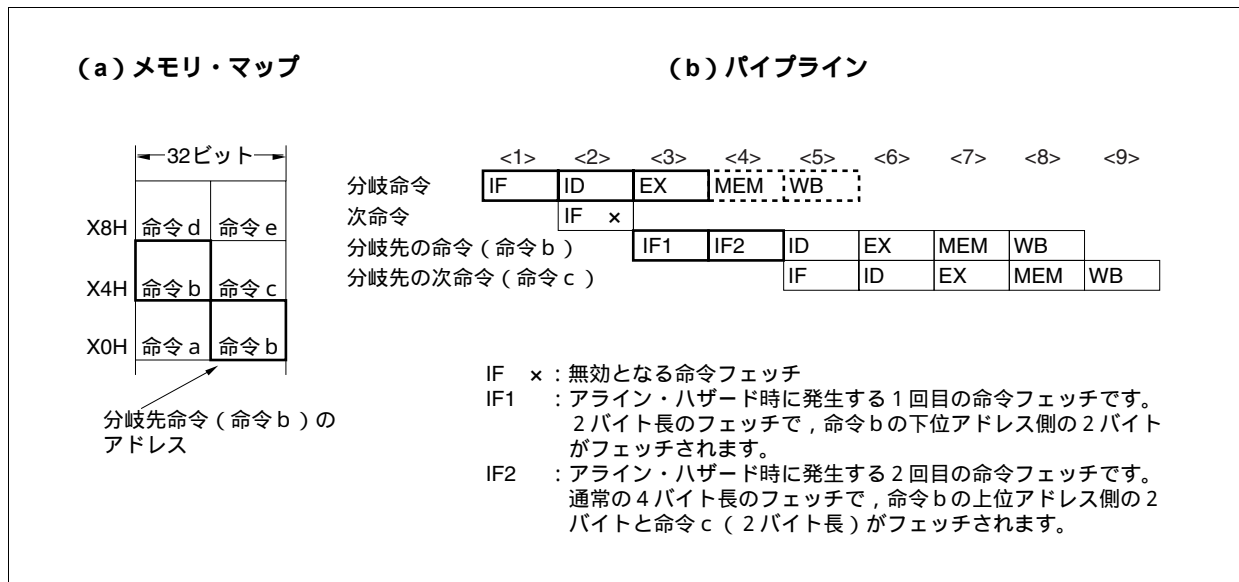 (a)メモリ・マップ
(b)パイプライン
32ビット
X8H 命令d 命令e
X4H 命令b 命令c
X0H 命令a 命令b
分岐先命令(命令b)の
アドレス
<1> <2> <3> <4> <5> <6> <7> <8> <9>
分岐命令 IF ID EX MEM WB
次命令 IF ×
分岐先の命令(命令b) IF1 IF2 ID EX MEM WB
分岐先の次命令(命令c) IF ID EX MEM WB
IF ×:無効となる命令フェッチ
IF1 :アライン・ハザード時に発生する1回目の命令フェッチです。
2バイト長のフェッチで,命令bの下位アドレス側の2バイト
がフェッチされます。
IF2 :アライン・ハザード時に発生する2回目の命令フェッチです。
通常の4バイト長のフェッチで,命令bの上位アドレス側の2
バイトと命令c(2バイト長)がフェッチされます。